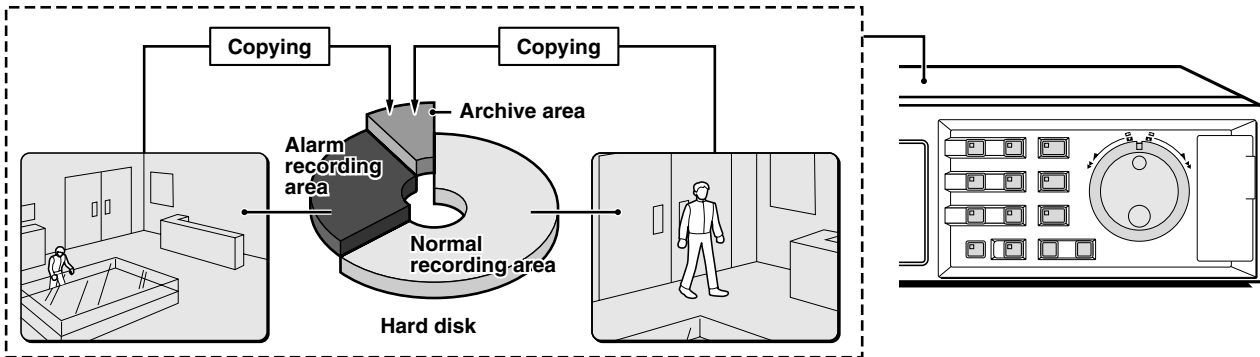 Copying
Copying
Archive area
Alarm
recording
area
Normal
recording area
Hard disk